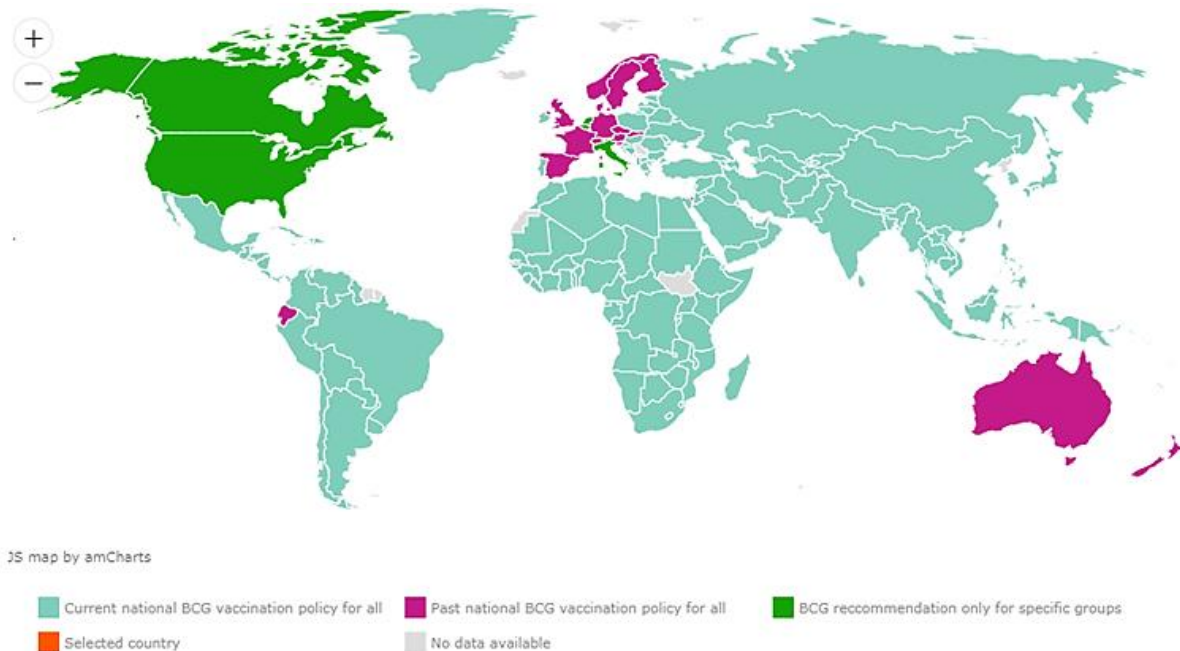 +
−
JS map by amCharts
Current national BCG vaccination policy for all
Past national BCG vaccination policy for all
BCG reccommendation only for specific groups
Selected country
No data available